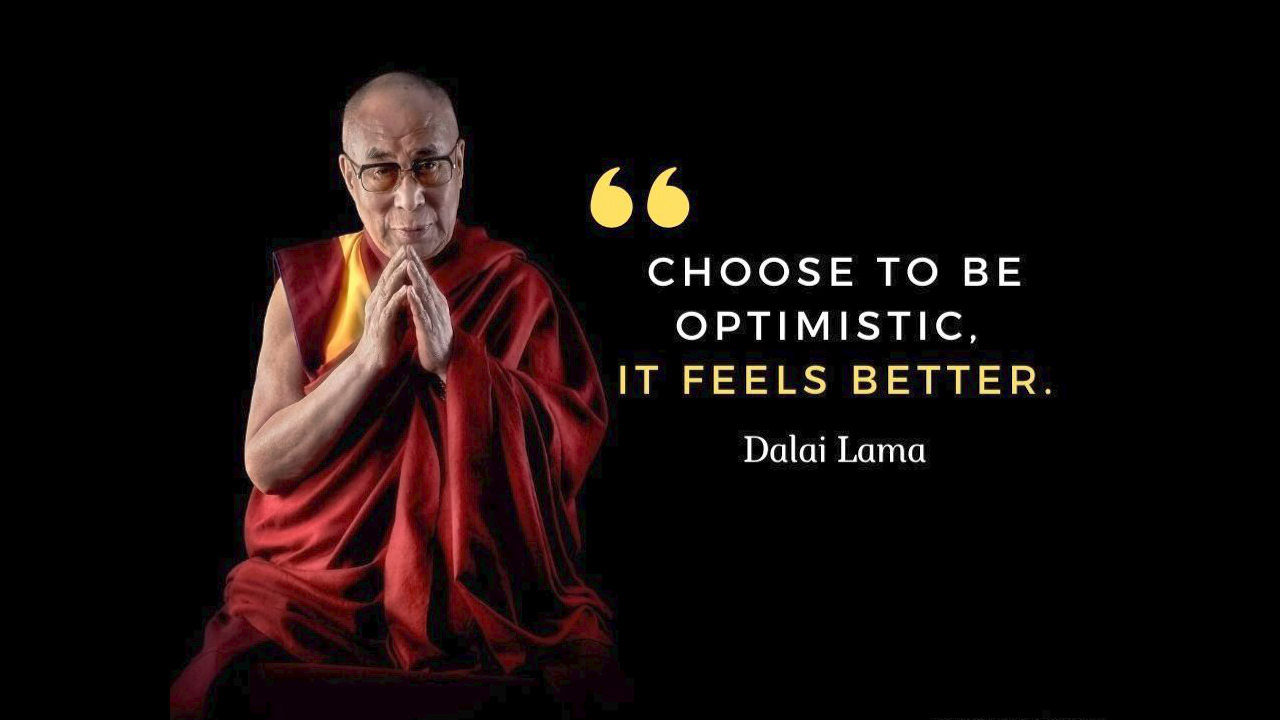 “
CHOOSE TO BE
OPTIMISTIC,
IT FEELS BETTER.
Dalai Lama